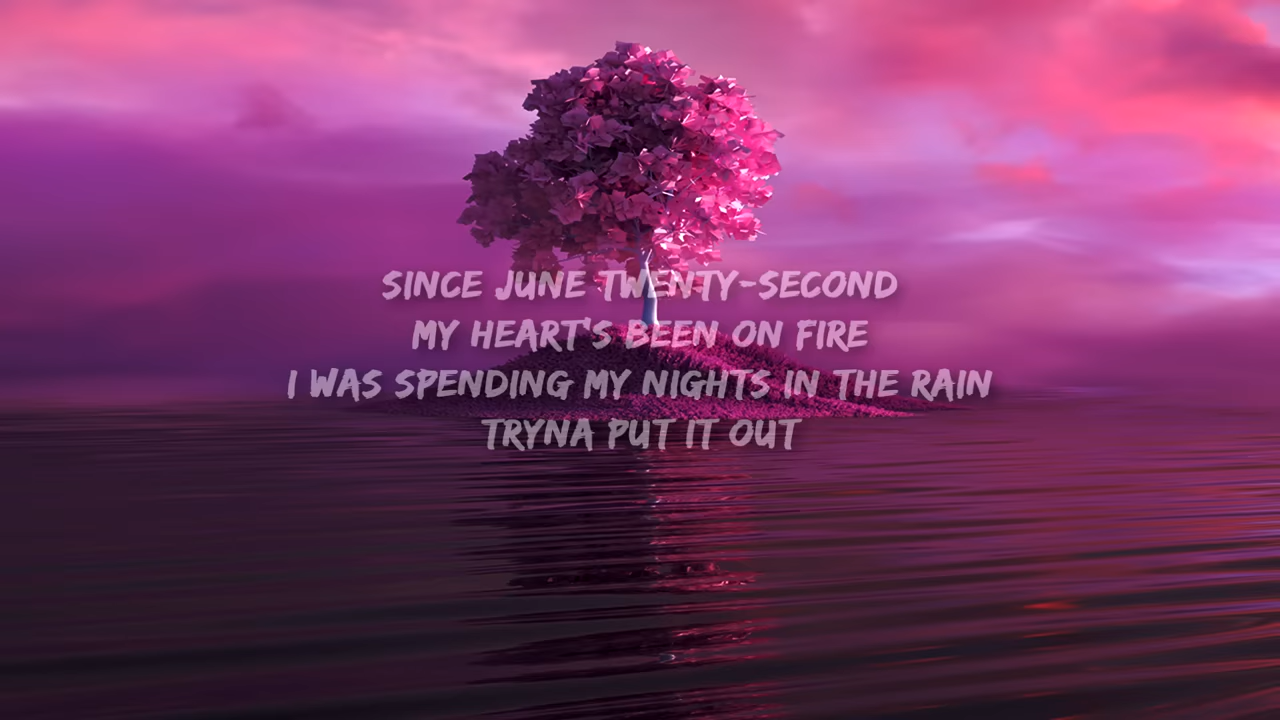 SINCE JUNE TWENTY-SECOND
MY HEART'S BEEN ON FIRE
I WAS SPENDING MY NIGHTS IN THE RAIN
TRYNA PUT IT OUT